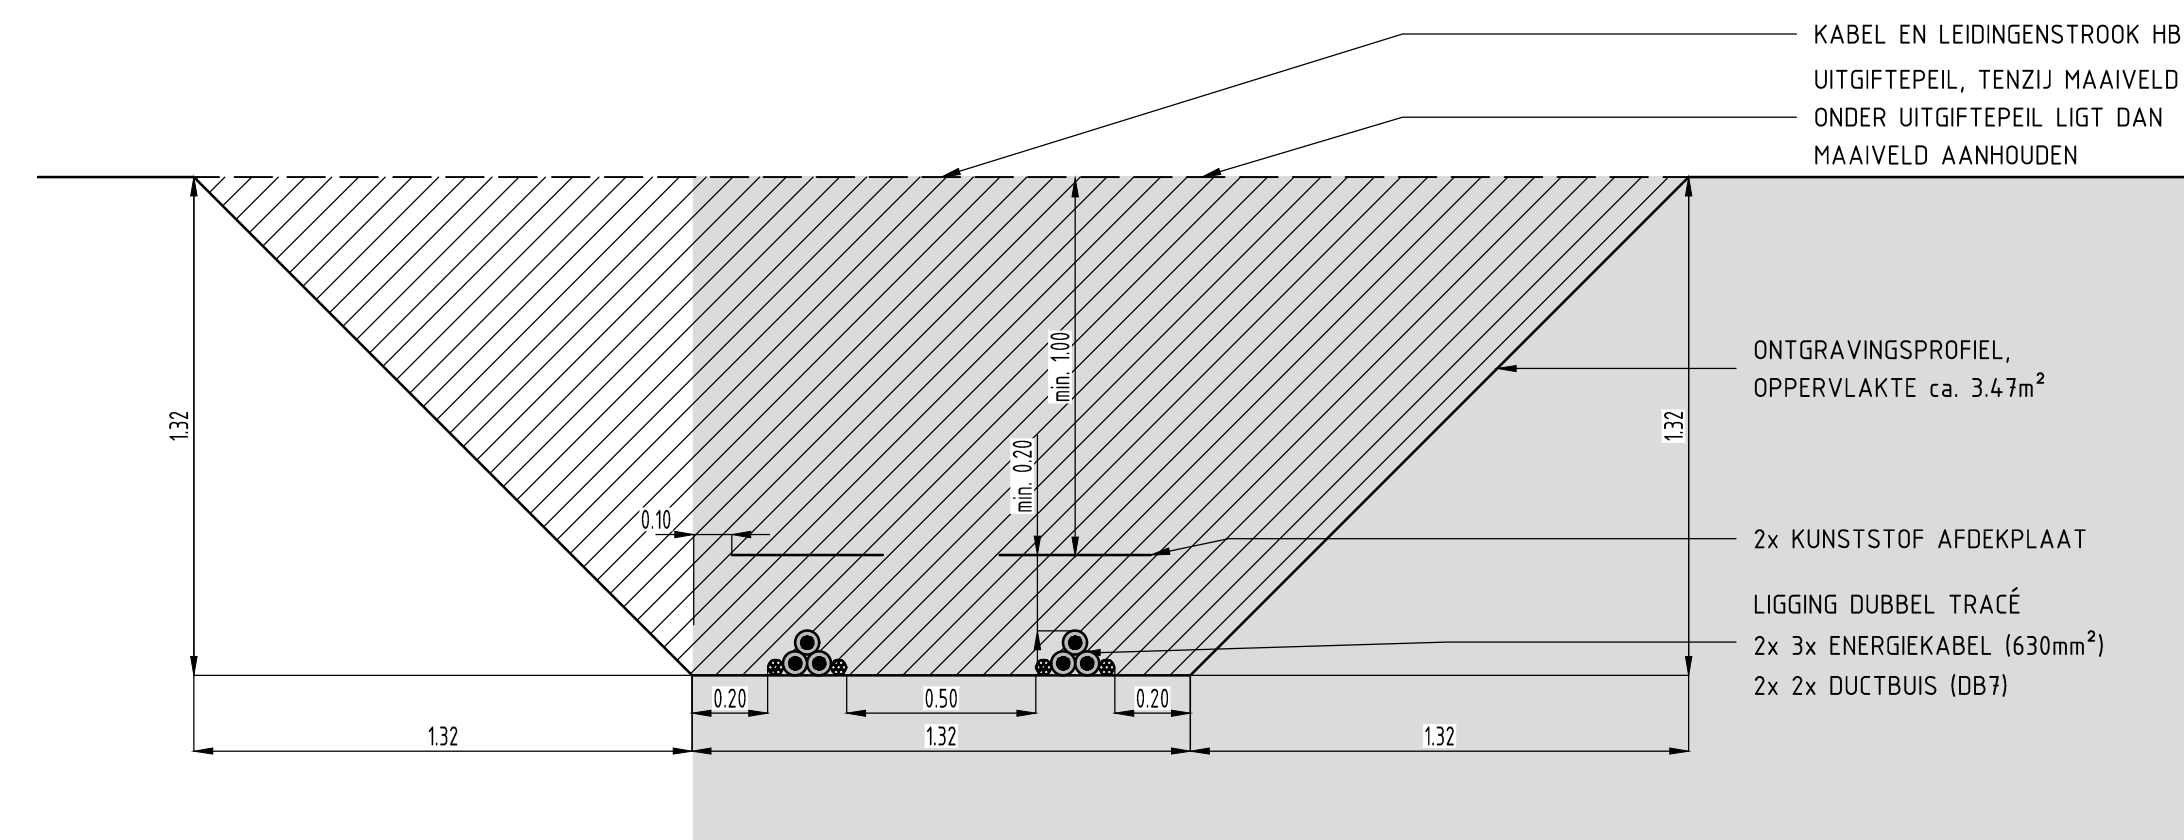 KABEL EN LEIDINGENSTROOK HB
UITGIFTEPEIL, TENZIJ MAAIVELD
ONDER UITGIFTEPEIL LIGT DAN
MAAIVELD AANHOUDEN
min. 1.00
ONTGRAVINGSPROFIEL,
OPPERVLAKTE ca. 3.47m²
1.32
1.32
min. 0.20
0.10
2x KUNSTSTOF AFDEKPLAAT
LIGGING DUBBEL TRACÉ
2x 3x ENERGIEKABEL (630mm²)
2x 2x DUCTBUIS (DB7)
0.20
0.50
0.20
1.32
1.32
1.32